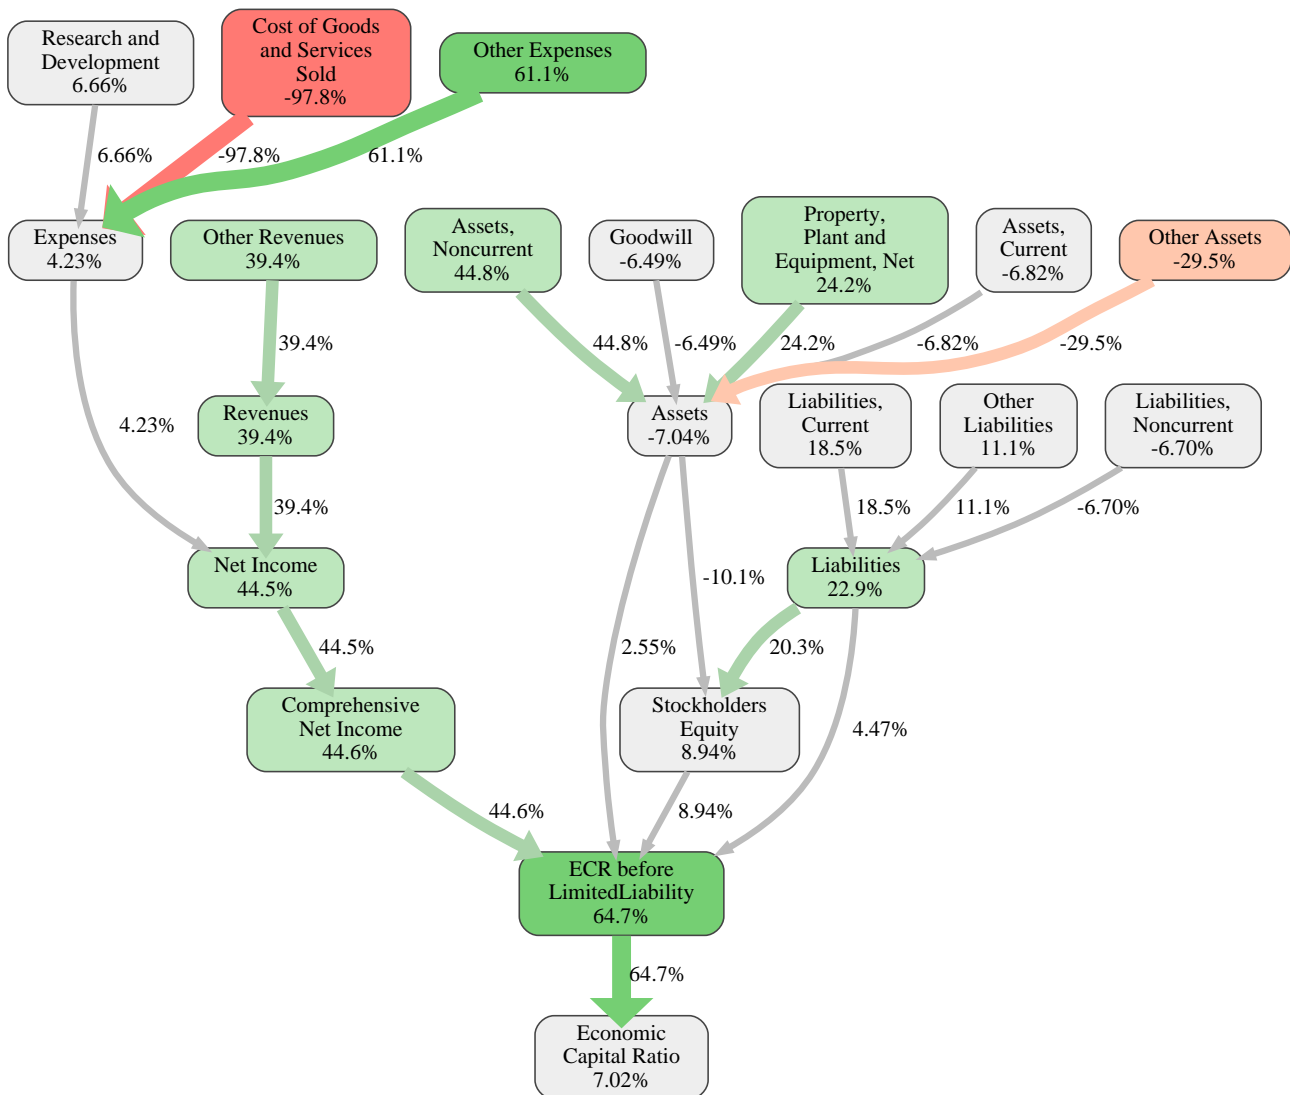 Research and
Development
6.66%
Cost of Goods
and Services
Sold
-97.8%
Other Expenses
61.1%
6.66%
-97.8%
61.1%
Expenses
4.23%
Other Revenues
39.4%
Assets,
Noncurrent
44.8%
Goodwill
-6.49%
Property,
Plant and
Equipment, Net
24.2%
Assets,
Current
-6.82%
Other Assets
-29.5%
39.4%
44.8%
-6.49%
24.2%
-6.82%
-29.5%
4.23%
Revenues
39.4%
Assets
-7.04%
Liabilities,
Current
18.5%
Other
Liabilities
11.1%
Liabilities,
Noncurrent
-6.70%
39.4%
18.5%
11.1%
-6.70%
Net Income
44.5%
-10.1%
Liabilities
22.9%
44.5%
2.55%
20.3%
Comprehensive
Net Income
44.6%
Stockholders
Equity
8.94%
4.47%
44.6%
8.94%
ECR before
LimitedLiability
64.7%
64.7%
Economic
Capital Ratio
7.02%